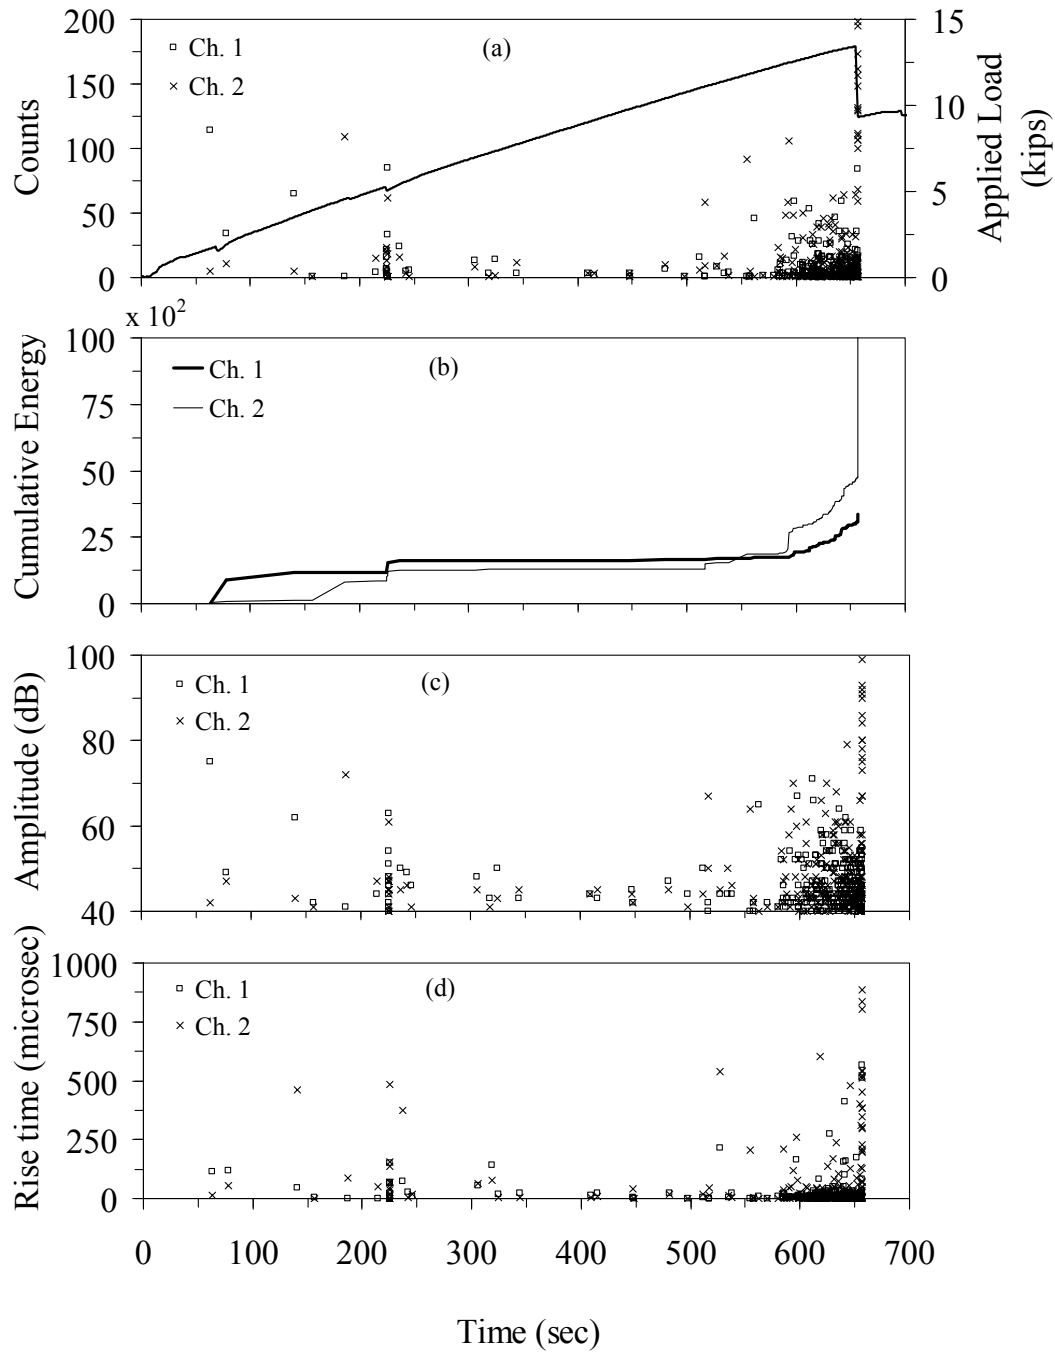 200
150
100
50
0
Counts
Ch. 1
Ch. 2
(a)
15
10
5
0
Applied Load
(kips)
x 10²
100
75
50
25
0
Cumulative Energy
Ch. 1
Ch. 2
(b)
100
80
60
40
Amplitude (dB)
Ch. 1
Ch. 2
(c)
1000
750
500
250
0
Rise time (microsec)
Ch. 1
Ch. 2
(d)
0 100 200 300 400 500 600 700
Time (sec)